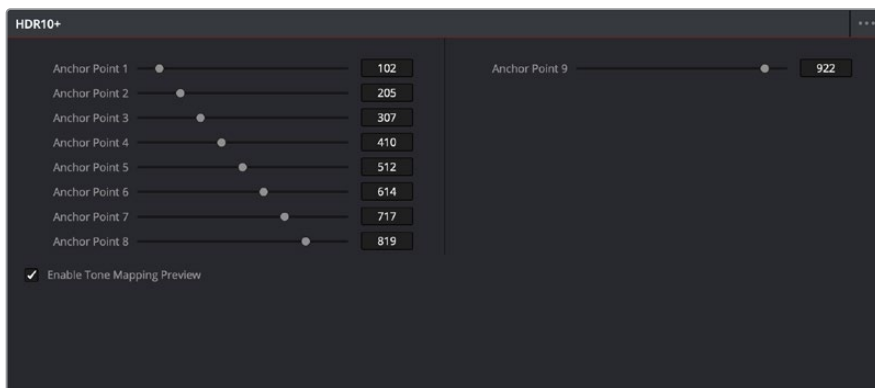 HDR10+
Anchor Point 1 102
Anchor Point 2 205
Anchor Point 3 307
Anchor Point 4 410
Anchor Point 5 512
Anchor Point 6 614
Anchor Point 7 717
Anchor Point 8 819
Anchor Point 9 922
Enable Tone Mapping Preview